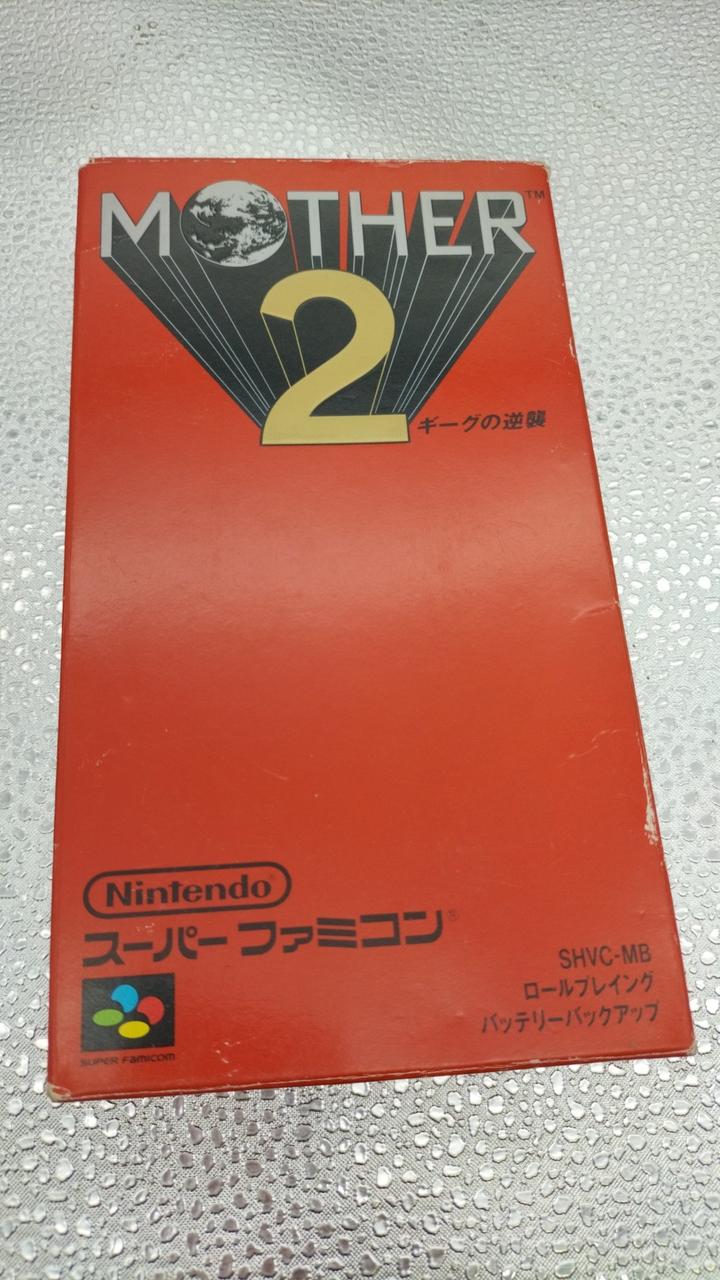 MOTHER™
2
ギーグの逆襲
Nintendo®
スーパーファミコン®
SUPER FAMICOM
SHVC-MB
ロールプレイング
バッテリーバックアップ